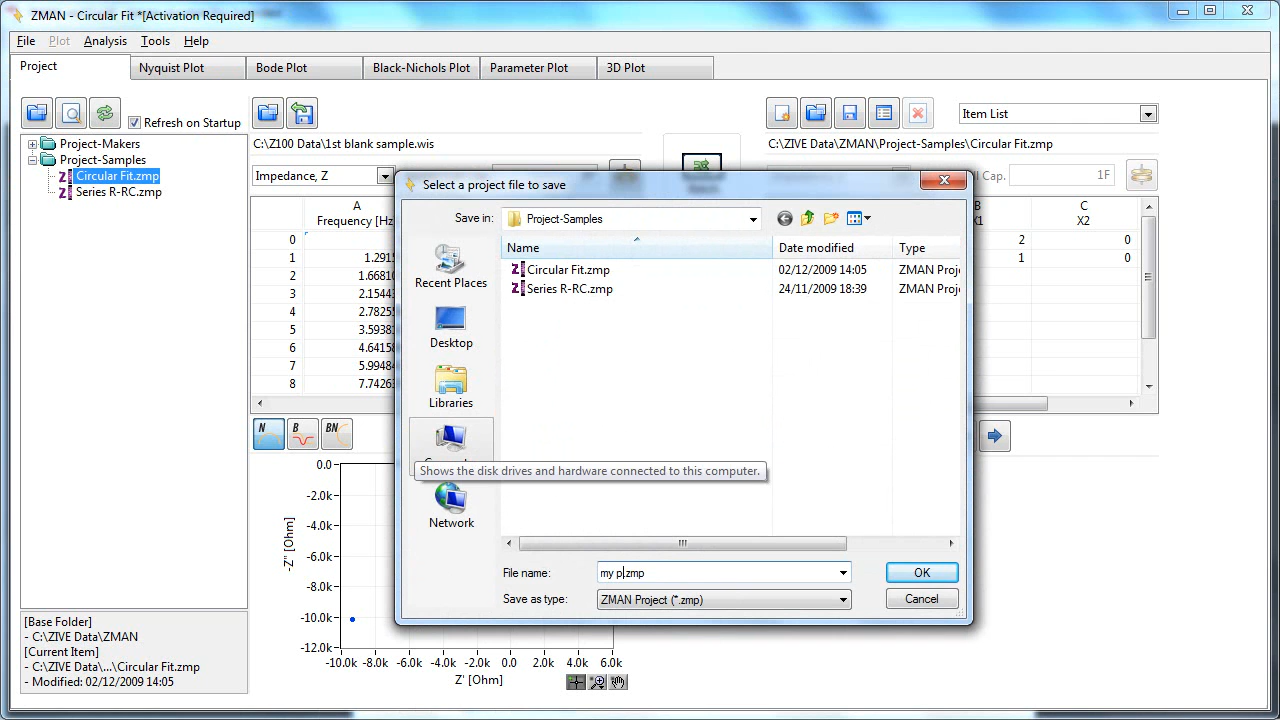 ZMAN - Circular Fit *[Activation Required]
File Plot Analysis Tools Help
Project Nyquist Plot Bode Plot Black-Nichols Plot Parameter Plot 3D Plot
Refresh on Startup
Item List
Project-Makers
Project-Samples
Circular Fit.zmp
Series R-RC.zmp
C:\Z100 Data\1st blank sample.wis
C:\ZIVE Data\ZMAN\Project-Samples\Circular Fit.zmp
Impedance, Z
ll Cap. 1F
A
Frequency [Hz
0
1 1.2915
2 1.6681
3 2.1544
4 2.7825
5 3.5938
6 4.6415
7 5.9948
8 7.7426
B C
X1 X2
2 0
1 0
Select a project file to save
Save in: Project-Samples
Recent Places
Desktop
Libraries
Network
Name Date modified Type
Circular Fit.zmp 02/12/2009 14:05 ZMAN Proj
Series R-RC.zmp 24/11/2009 18:39 ZMAN Proj
Shows the disk drives and hardware connected to this computer.
File name: my p.zmp OK
Save as type: ZMAN Project (*.zmp) Cancel
N B BN
0.0
-2.0k
-4.0k
-6.0k
-8.0k
-10.0k
-12.0k
-Z" [Ohm]
-10.0k -8.0k -6.0k -4.0k -2.0k 0.0 2.0k 4.0k 6.0k
Z' [Ohm]
[Base Folder]
- C:\ZIVE Data\ZMAN
[Current Item]
- C:\ZIVE Data\...\Circular Fit.zmp
- Modified: 02/12/2009 14:05